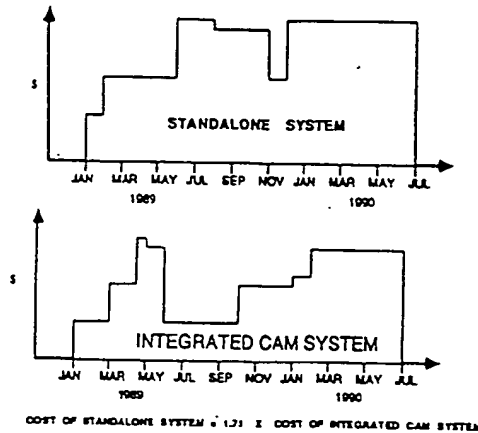 $
STANDALONE SYSTEM
JAN MAR MAY JUL SEP NOV JAN MAR MAY JUL
1989 1990
$
INTEGRATED CAM SYSTEM
JAN MAR MAY JUL SEP NOV JAN MAR MAY JUL
1989 1990
COST OF STANDALONE SYSTEM = 1.71 X COST OF INTEGRATED CAM SYSTEM